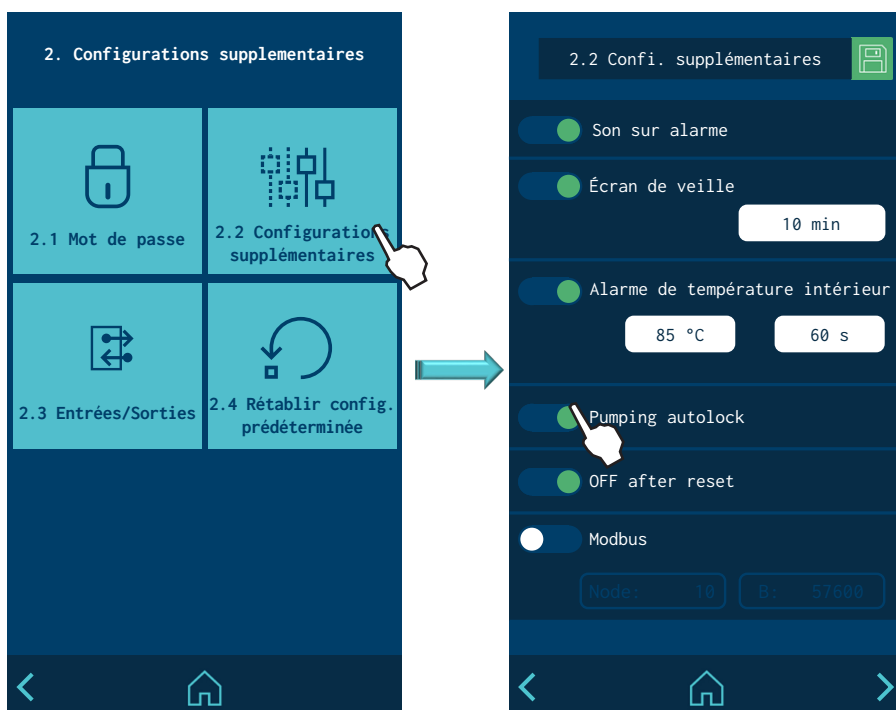 2. Configurations supplementaires
2.1 Mot de passe
2.2 Configurations
supplémentaires
2.3 Entrées/Sorties
2.4 Rétablir config.
prédéterminée
2.2 Confi. supplémentaires
Son sur alarme
Écran de veille
10 min
Alarme de température intérieur
85 °C
60 s
Pumping autolock
OFF after reset
Modbus
Node: 10
B: 57600